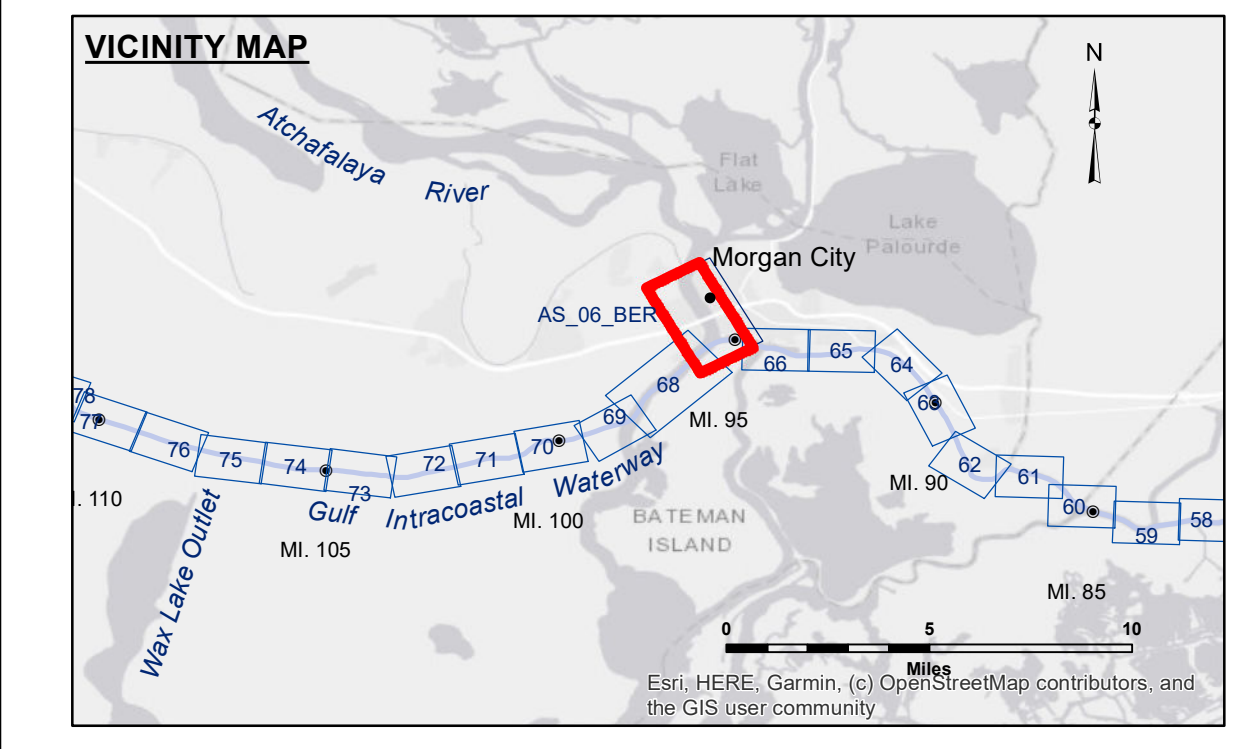 VICINITY MAP
N
Atchafalaya
River
Flat
Lake
Lake
Palourde
Morgan City
AS_06_BER
66
65
64
68
63
69
MI. 95
78
77
76
75
74
73
72
71
70
62
61
60
59
58
MI. 90
I. 110
Gulf
Intracoastal
Waterway
MI. 100
MI. 105
BATEMAN
ISLAND
Wax Lake Outlet
MI. 85
0 5 10
Miles
Esri, HERE, Garmin, (c) OpenStreetMap contributors, and
the GIS user community